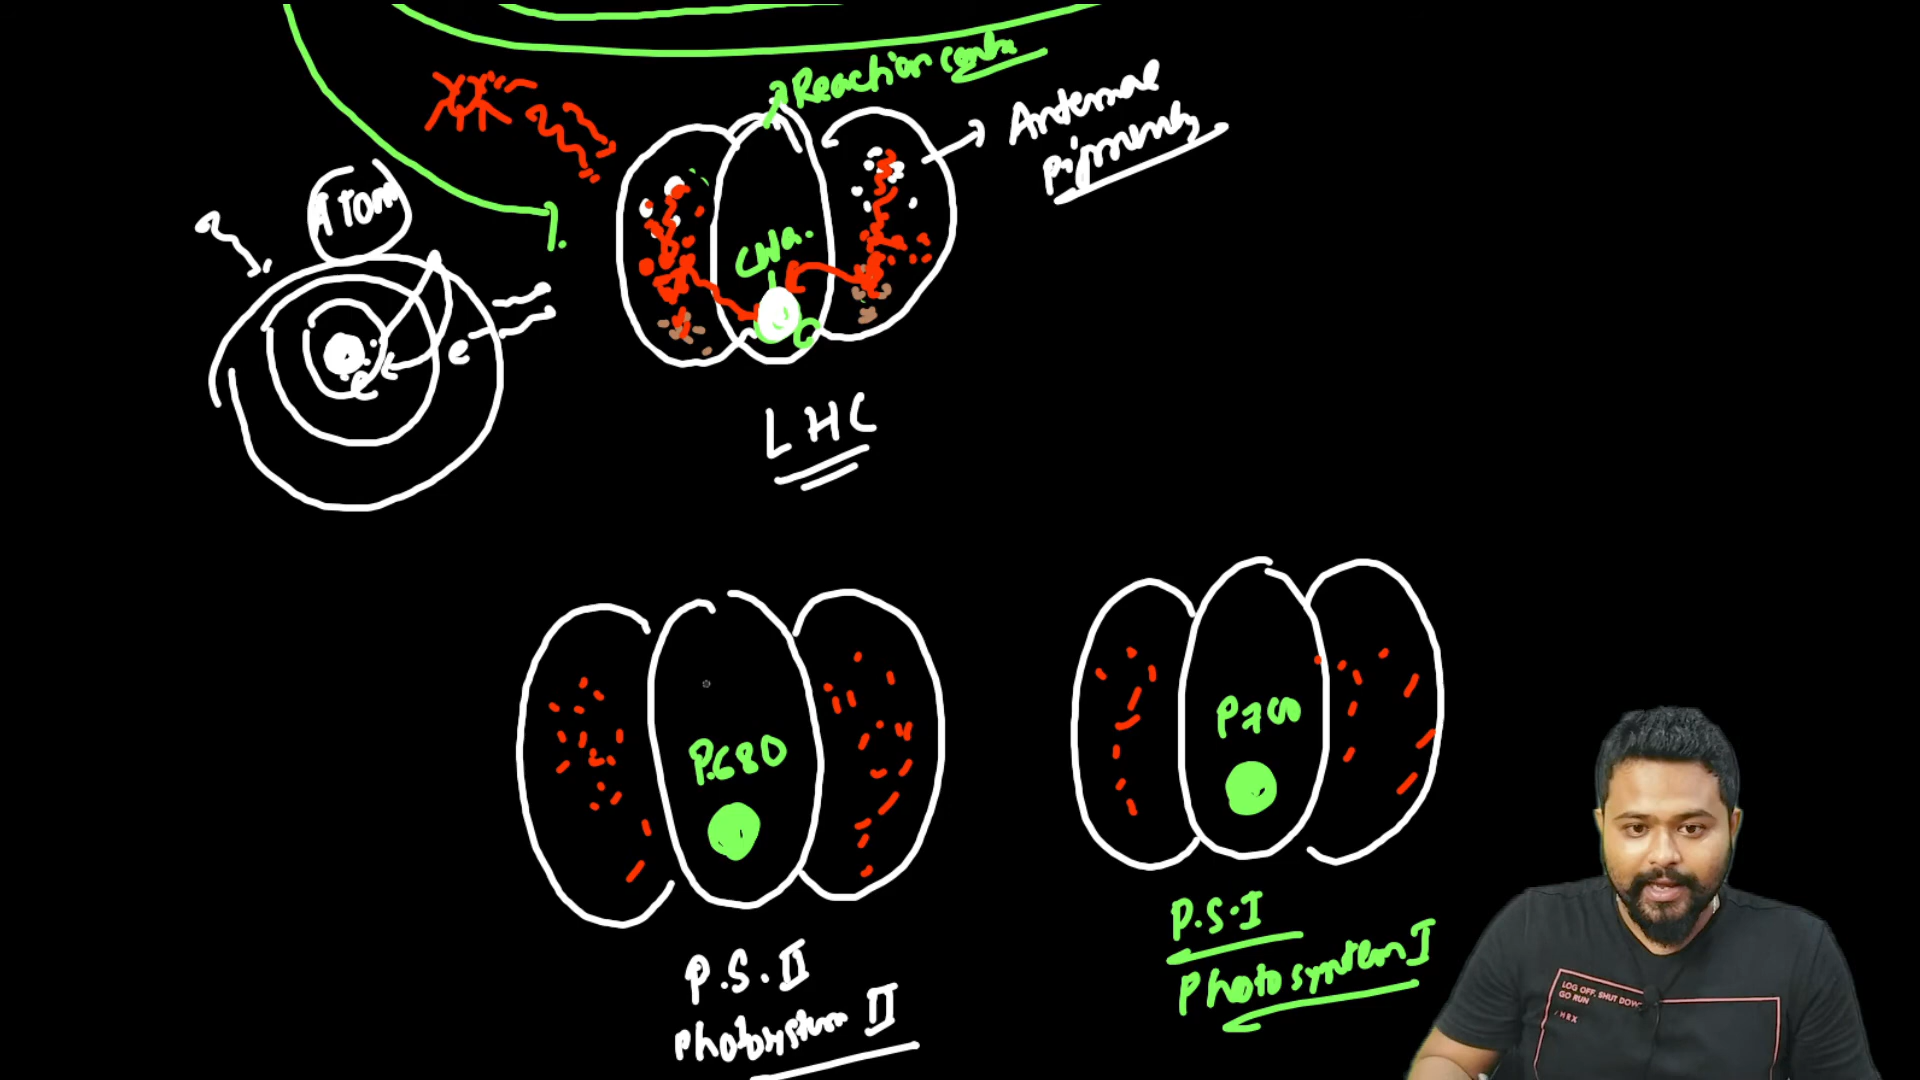 Reaction centre
Antennae
pigments
Atom
Chl a.
e
e
LHC
P680
P700
P.S.II
Photosystem II
P.S.I
Photosystem I
LOG OFF, SHUT DOWN
GO RUN
/HRX